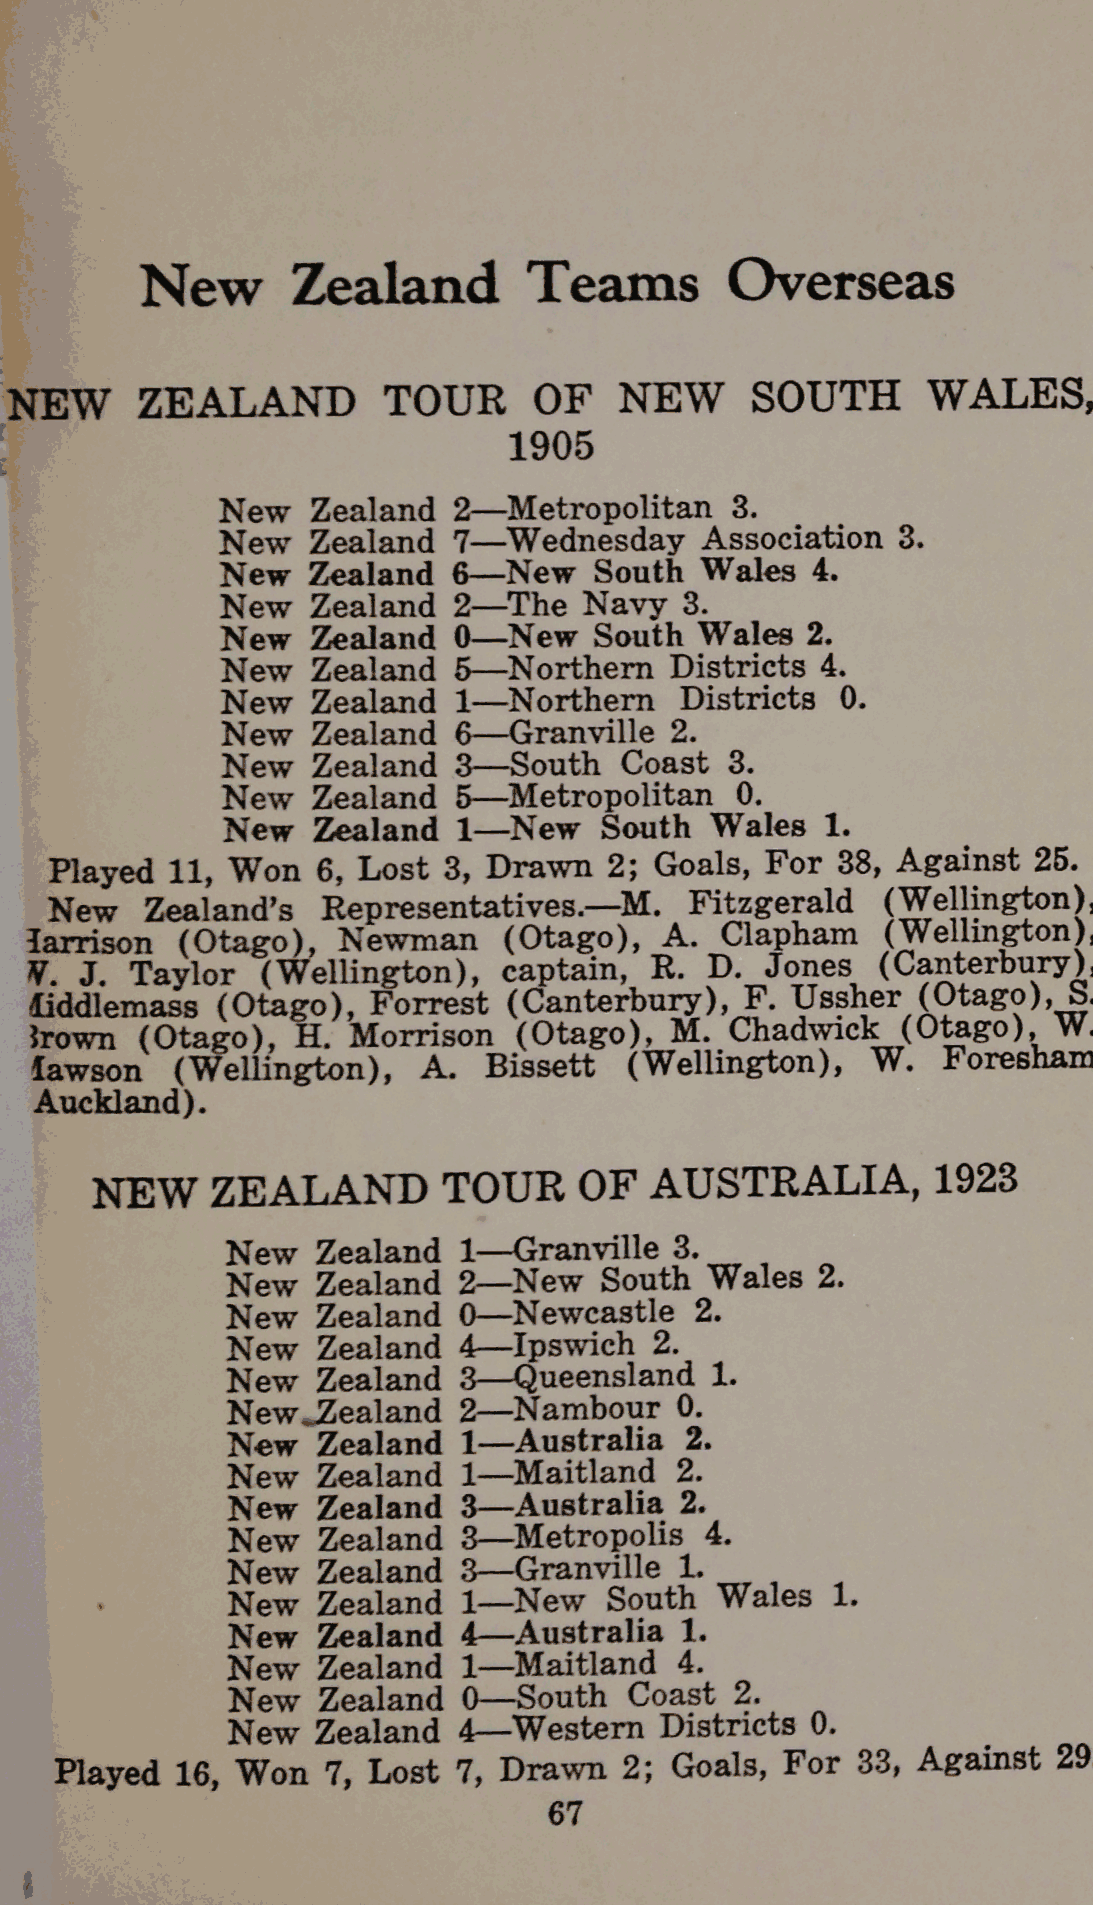 New Zealand Teams Overseas
NEW ZEALAND TOUR OF NEW SOUTH WALES,
1905
New Zealand 2—Metropolitan 3.
New Zealand 7—Wednesday Association 3.
New Zealand 6—New South Wales 4.
New Zealand 2—The Navy 3.
New Zealand 0—New South Wales 2.
New Zealand 5—Northern Districts 4.
New Zealand 1—Northern Districts 0.
New Zealand 6—Granville 2.
New Zealand 3—South Coast 3.
New Zealand 5—Metropolitan 0.
New Zealand 1—New South Wales 1.
Played 11, Won 6, Lost 3, Drawn 2; Goals, For 38, Against 25.
New Zealand's Representatives.—M. Fitzgerald (Wellington),
Harrison (Otago), Newman (Otago), A. Clapham (Wellington),
W. J. Taylor (Wellington), captain, R. D. Jones (Canterbury),
Middlemass (Otago), Forrest (Canterbury), F. Ussher (Otago), S.
Brown (Otago), H. Morrison (Otago), M. Chadwick (Otago), W.
Mawson (Wellington), A. Bissett (Wellington), W. Foresham
Auckland).
NEW ZEALAND TOUR OF AUSTRALIA, 1923
New Zealand 1—Granville 3.
New Zealand 2—New South Wales 2.
New Zealand 0—Newcastle 2.
New Zealand 4—Ipswich 2.
New Zealand 3—Queensland 1.
New Zealand 2—Nambour 0.
New Zealand 1—Australia 2.
New Zealand 1—Maitland 2.
New Zealand 3—Australia 2.
New Zealand 3—Metropolis 4.
New Zealand 3—Granville 1.
New Zealand 1—New South Wales 1.
New Zealand 4—Australia 1.
New Zealand 1—Maitland 4.
New Zealand 0—South Coast 2.
New Zealand 4—Western Districts 0.
Played 16, Won 7, Lost 7, Drawn 2; Goals, For 33, Against 29
67